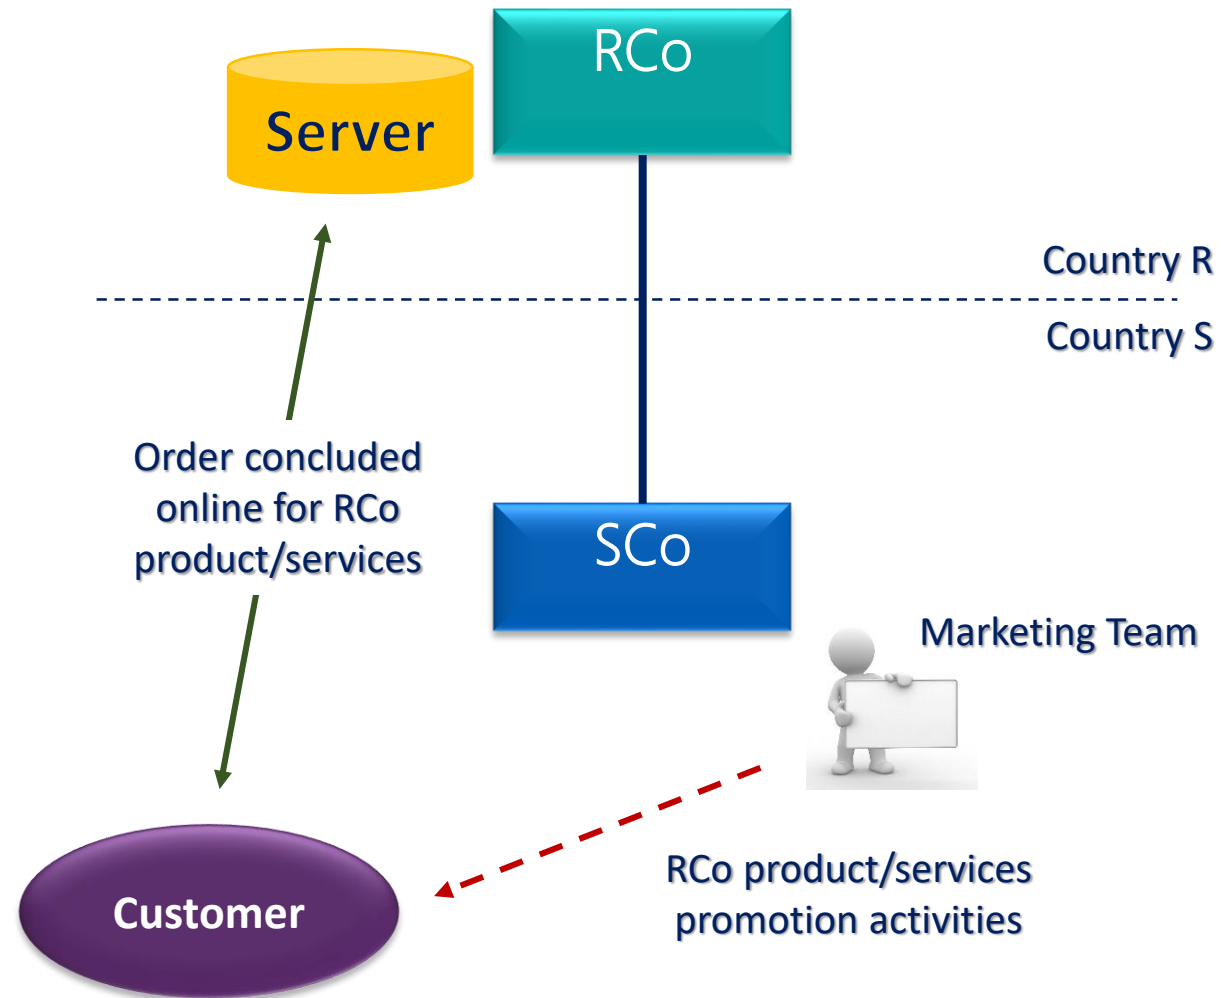 RCo
Server
Country R
Country S
Order concluded
online for RCo
product/services
SCo
Marketing Team
RCo product/services
promotion activities
Customer